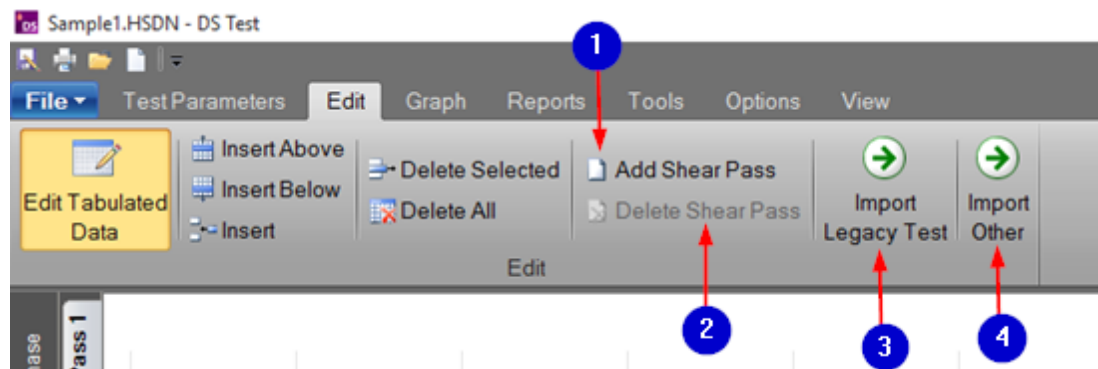 DS Sample1.HSDN - DS Test
1
File Test Parameters Edit Graph Reports Tools Options View
Edit Tabulated Data
Insert Above
Insert Below
Insert
Delete Selected
Delete All
Add Shear Pass
Delete Shear Pass
Import
Legacy Test
Import
Other
Edit
2
3
4
Pass 1